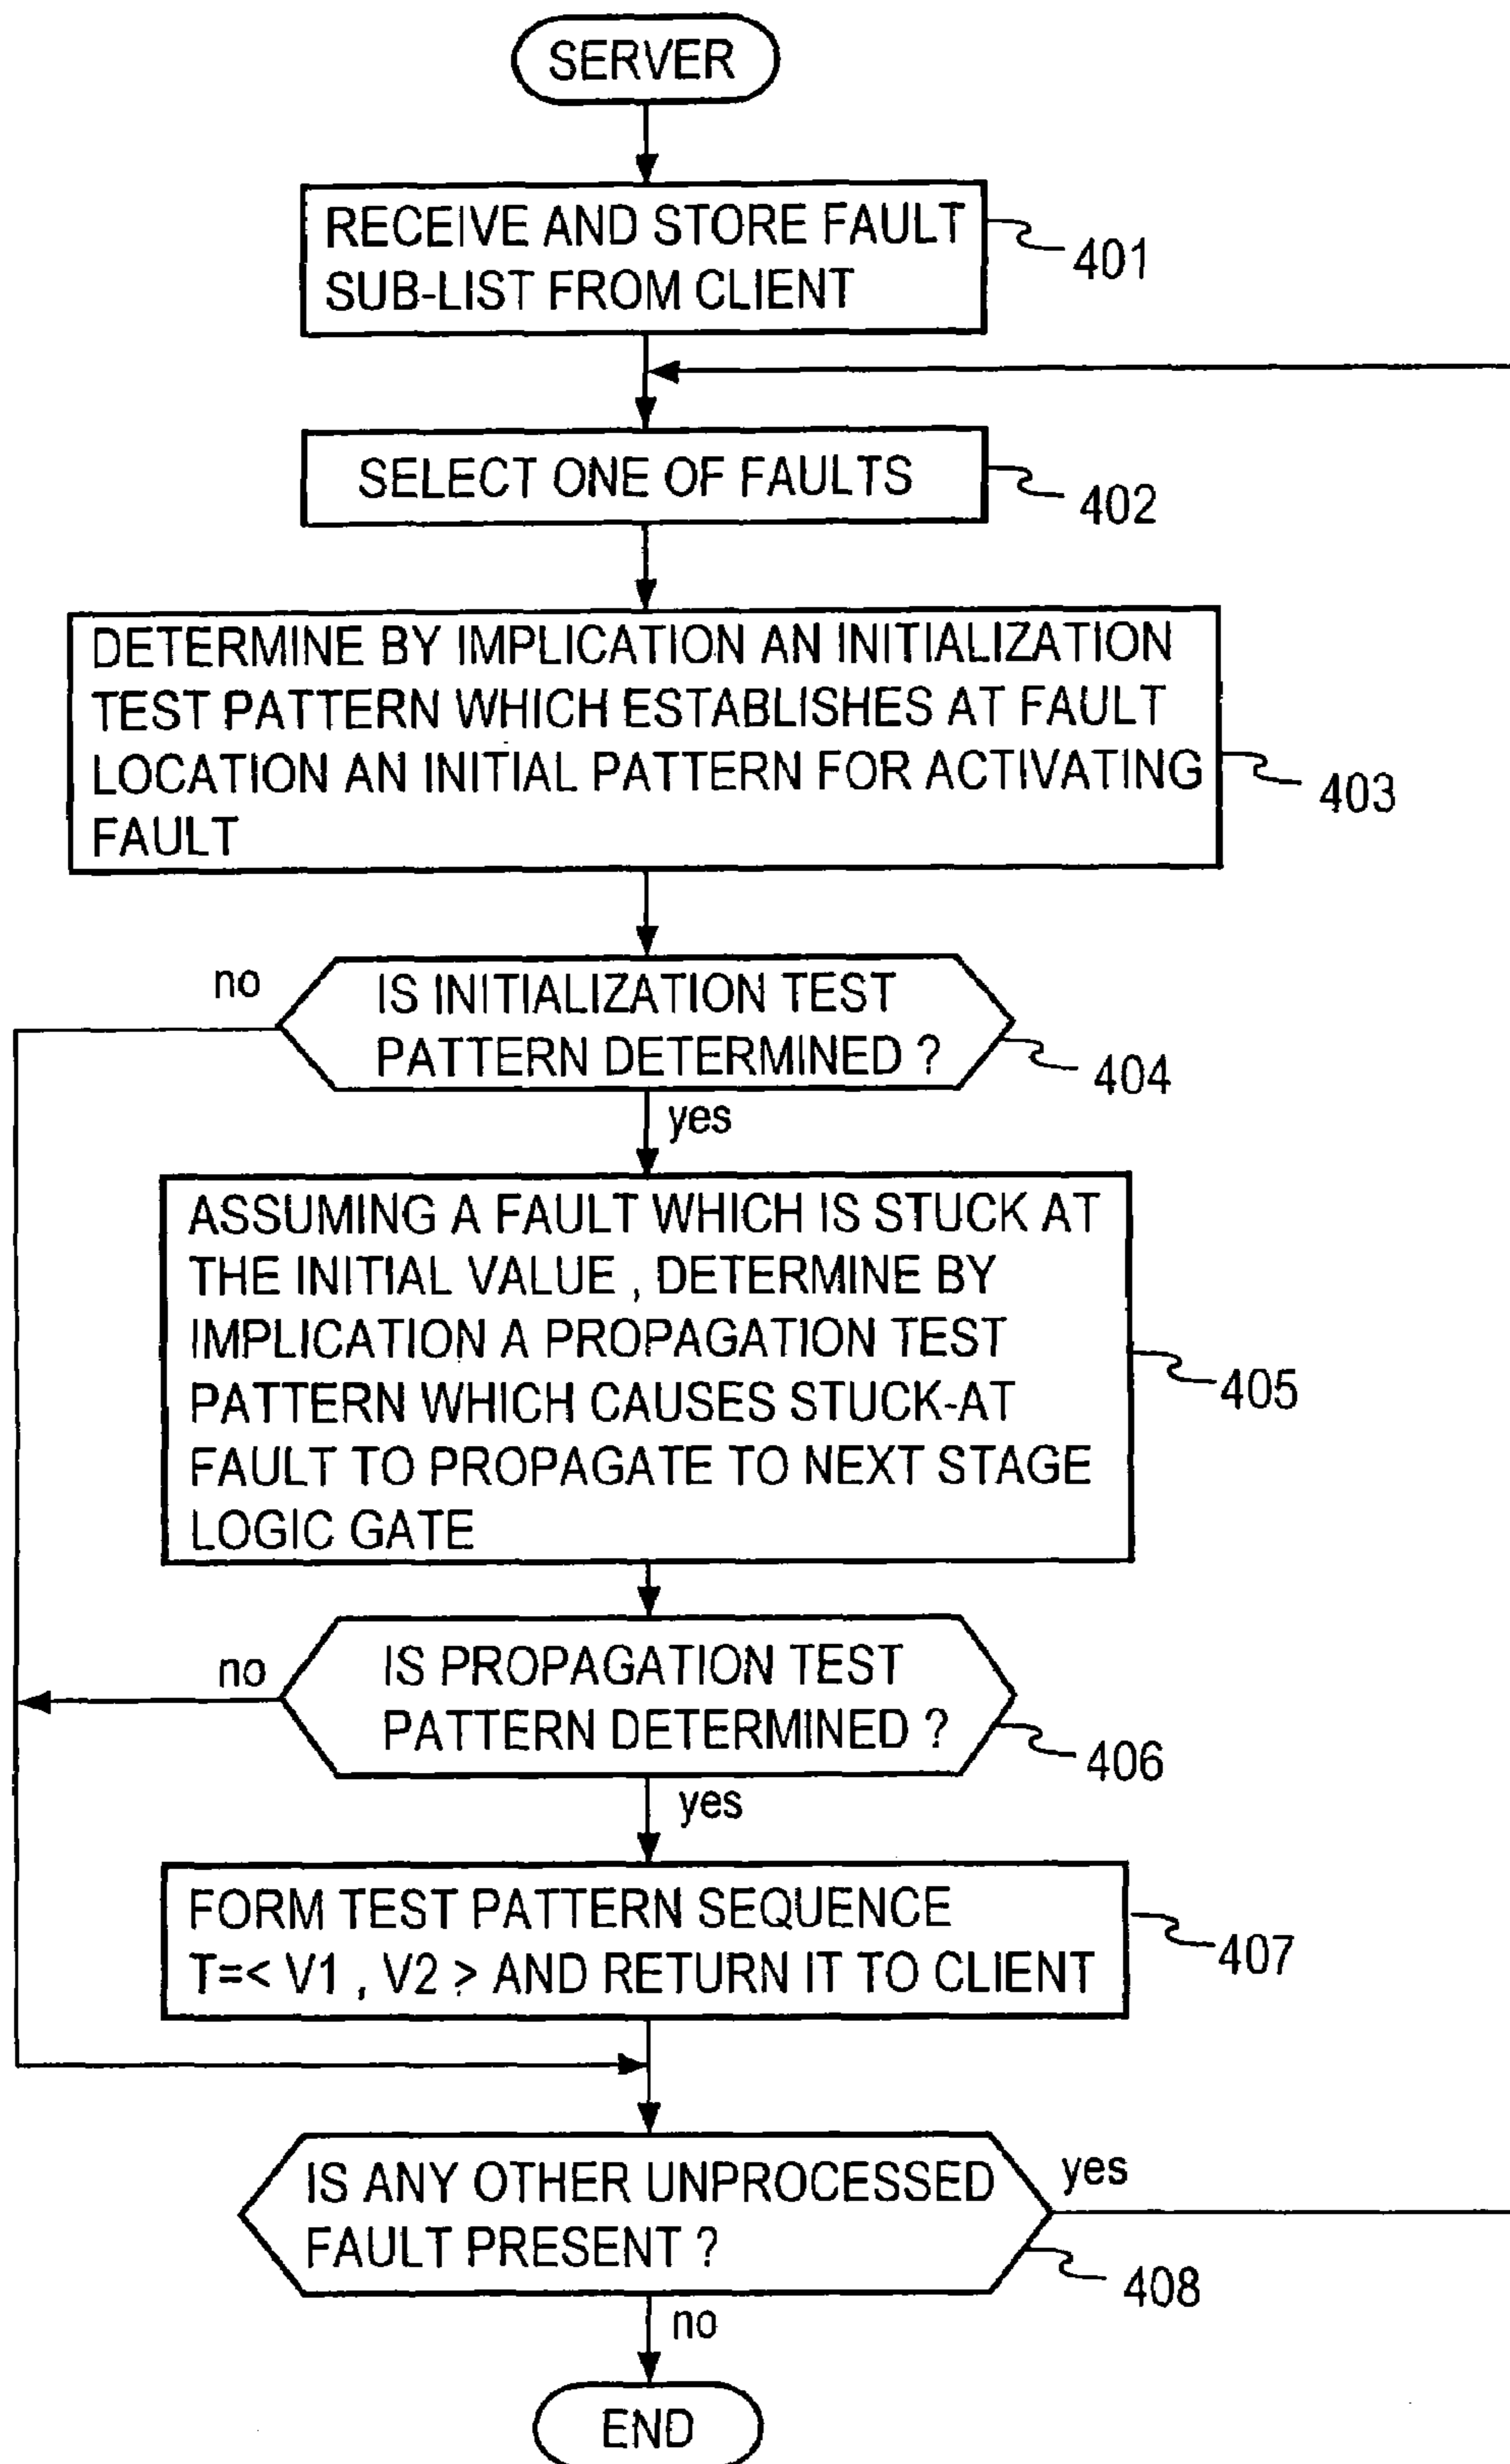 SERVER
RECEIVE AND STORE FAULT
SUB-LIST FROM CLIENT
401
SELECT ONE OF FAULTS
402
DETERMINE BY IMPLICATION AN INITIALIZATION
TEST PATTERN WHICH ESTABLISHES AT FAULT
LOCATION AN INITIAL PATTERN FOR ACTIVATING
FAULT
403
no
IS INITIALIZATION TEST
PATTERN DETERMINED ?
404
yes
ASSUMING A FAULT WHICH IS STUCK AT
THE INITIAL VALUE , DETERMINE BY
IMPLICATION A PROPAGATION TEST
PATTERN WHICH CAUSES STUCK-AT
FAULT TO PROPAGATE TO NEXT STAGE
LOGIC GATE
405
no
IS PROPAGATION TEST
PATTERN DETERMINED ?
406
yes
FORM TEST PATTERN SEQUENCE
T=< V1 , V2 > AND RETURN IT TO CLIENT
407
IS ANY OTHER UNPROCESSED
FAULT PRESENT ?
yes
408
no
END